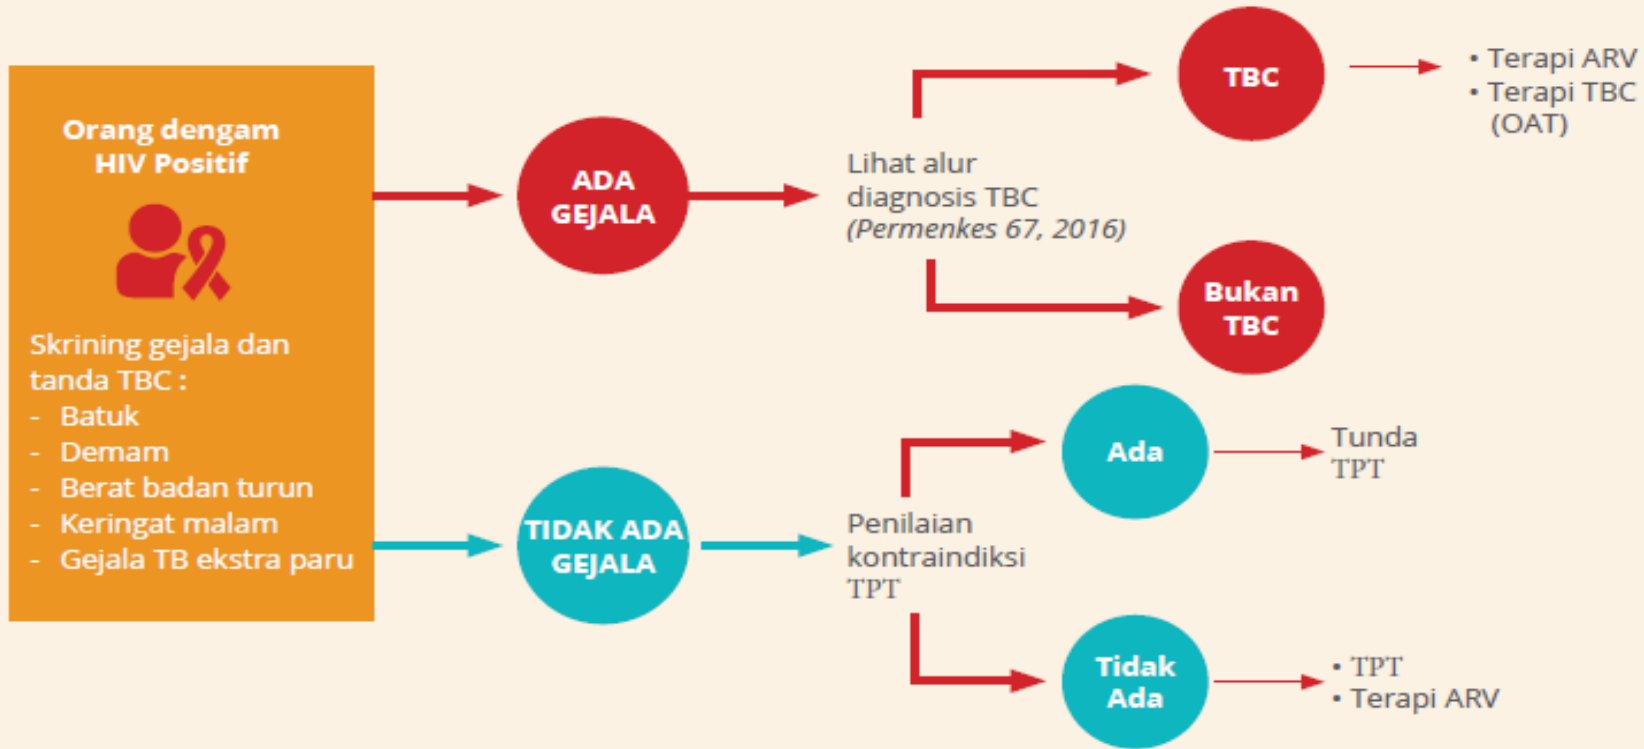 Orang dengam
HIV Positif
Skrining gejala dan
tanda TBC :
- Batuk
- Demam
- Berat badan turun
- Keringat malam
- Gejala TB ekstra paru
ADA
GEJALA
Lihat alur
diagnosis TBC
(Permenkes 67, 2016)
TBC
• Terapi ARV
• Terapi TBC
(OAT)
Bukan
TBC
TIDAK ADA
GEJALA
Penilaian
kontraindiksi
TPT
Ada
Tunda
TPT
Tidak
Ada
• TPT
• Terapi ARV